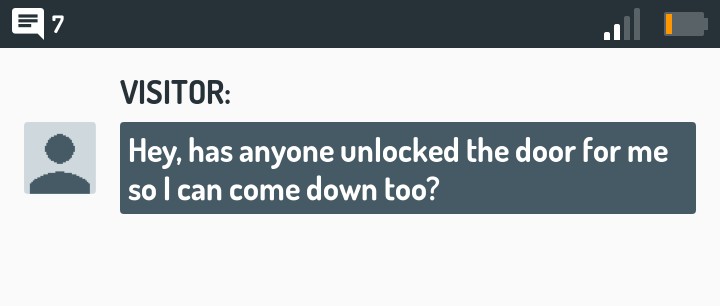 7
VISITOR:
Hey, has anyone unlocked the door for me
so I can come down too?